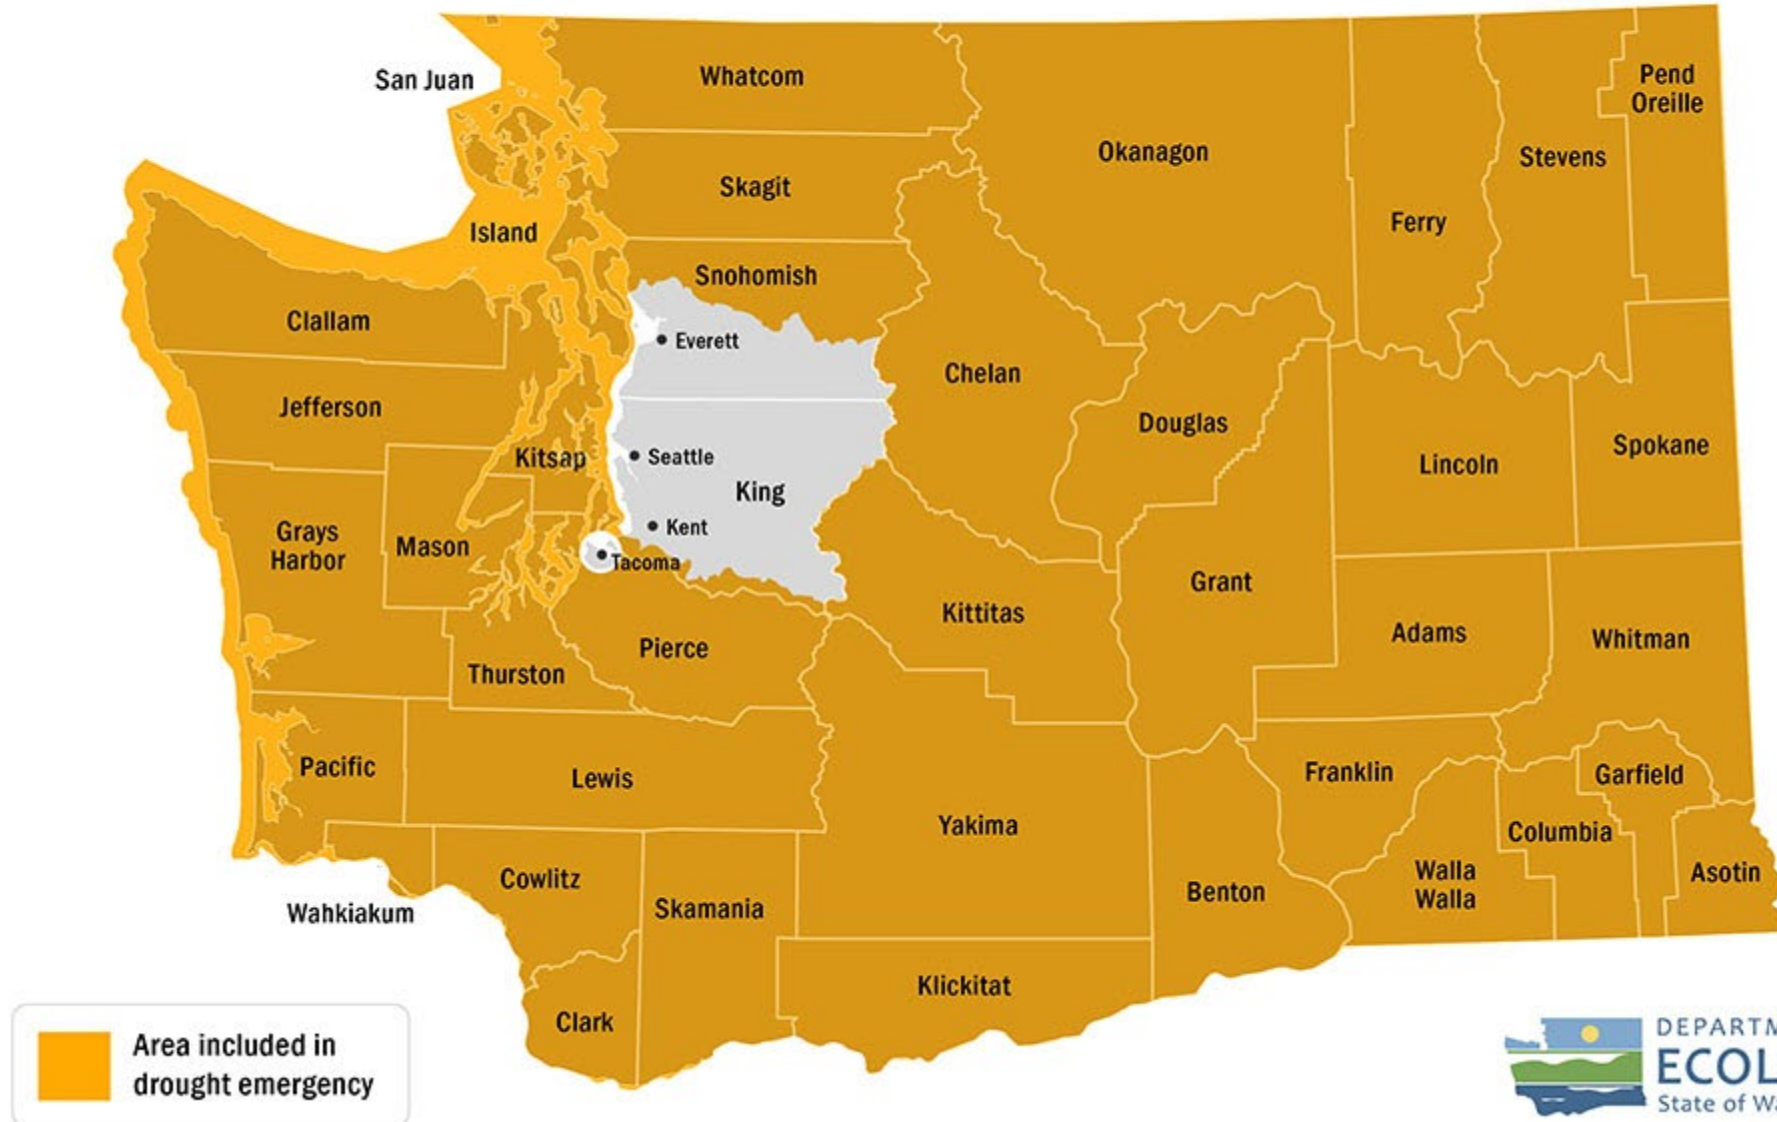 San Juan
Whatcom
Okanagon
Pend
Oreille
Stevens
Skagit
Ferry
Island
Snohomish
Clallam
Everett
Chelan
Jefferson
Douglas
Kitsap
Seattle
Lincoln
Spokane
King
Kent
Grays
Harbor
Mason
Tacoma
Grant
Kittitas
Adams
Whitman
Pierce
Thurston
Pacific
Lewis
Franklin
Garfield
Yakima
Columbia
Cowlitz
Walla
Walla
Asotin
Benton
Skamania
Wahkiakum
Klickitat
Clark
Area included in
drought emergency
DEPARTM
ECOL
State of Wa